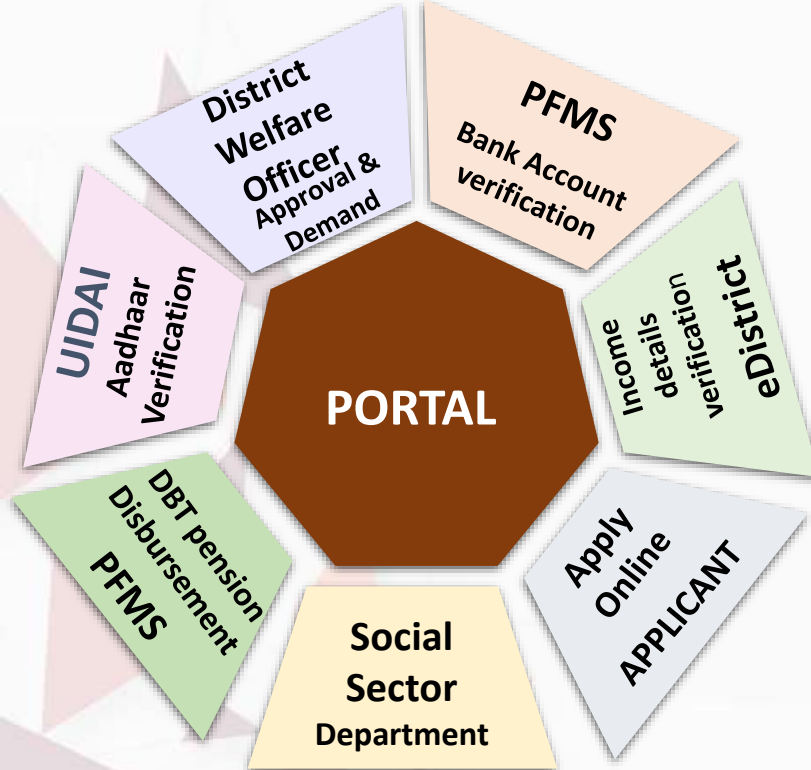 District
Welfare
Officer
Approval &
Demand
PFMS
Bank Account
verification
Income
details
verification
eDistrict
Apply
Online
APPLICANT
Social
Sector
Department
DBT pension
Disbursement
PFMS
UIDAI
Aadhaar
Verification
PORTAL